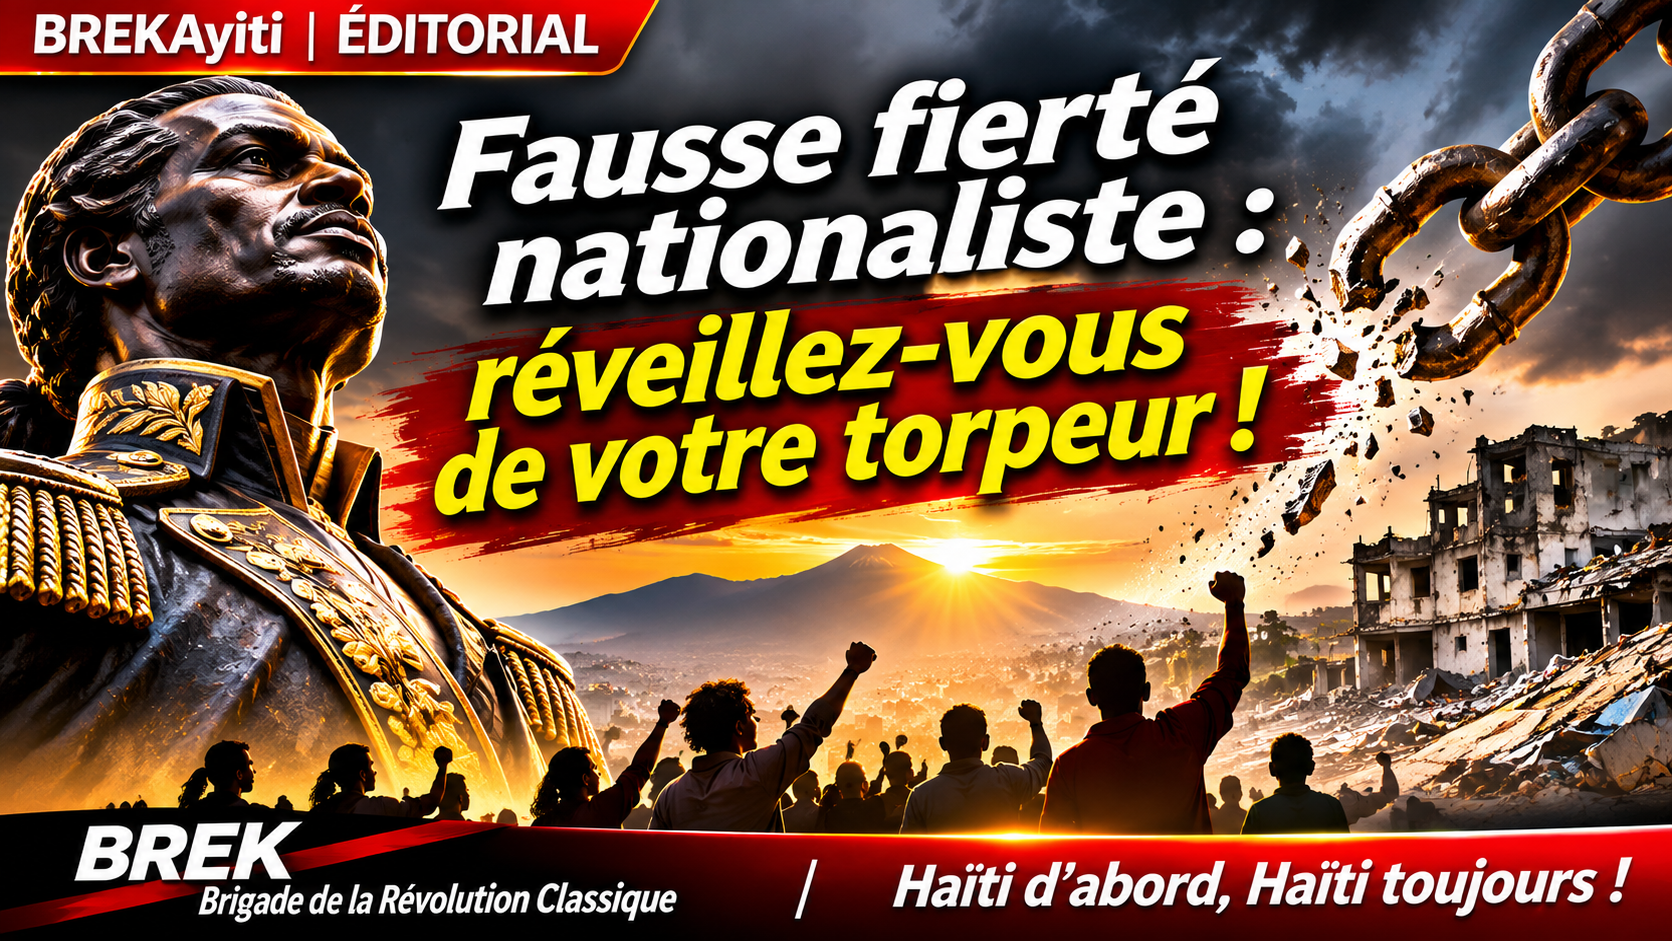 BREKAyiti | ÉDITORIAL
Fausse fierté
nationaliste :
réveillez-vous
de votre torpeur !
BREK
Brigade de la Révolution Classique
/ Haïti d’abord, Haïti toujours !